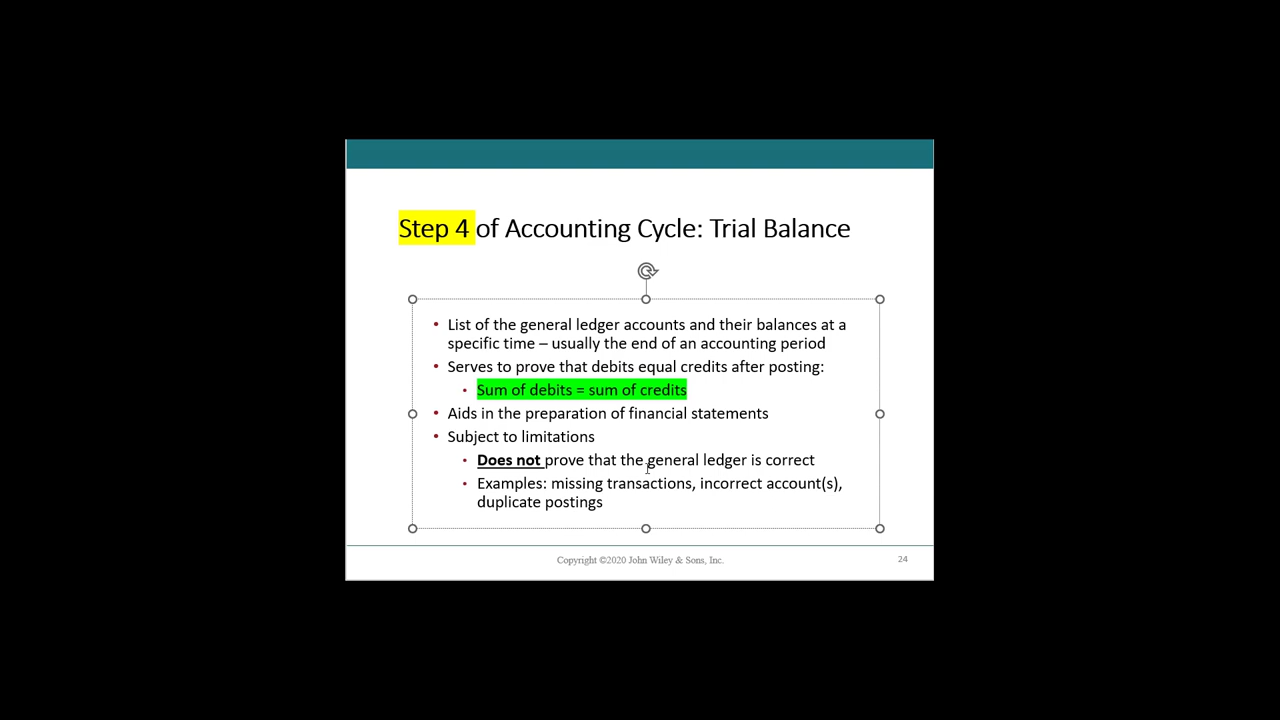 Step 4 of Accounting Cycle: Trial Balance
• List of the general ledger accounts and their balances at a
specific time – usually the end of an accounting period
• Serves to prove that debits equal credits after posting:
• Sum of debits = sum of credits
• Aids in the preparation of financial statements
• Subject to limitations
• Does not prove that the general ledger is correct
• Examples: missing transactions, incorrect account(s),
duplicate postings
Copyright ©2020 John Wiley & Sons, Inc.
24